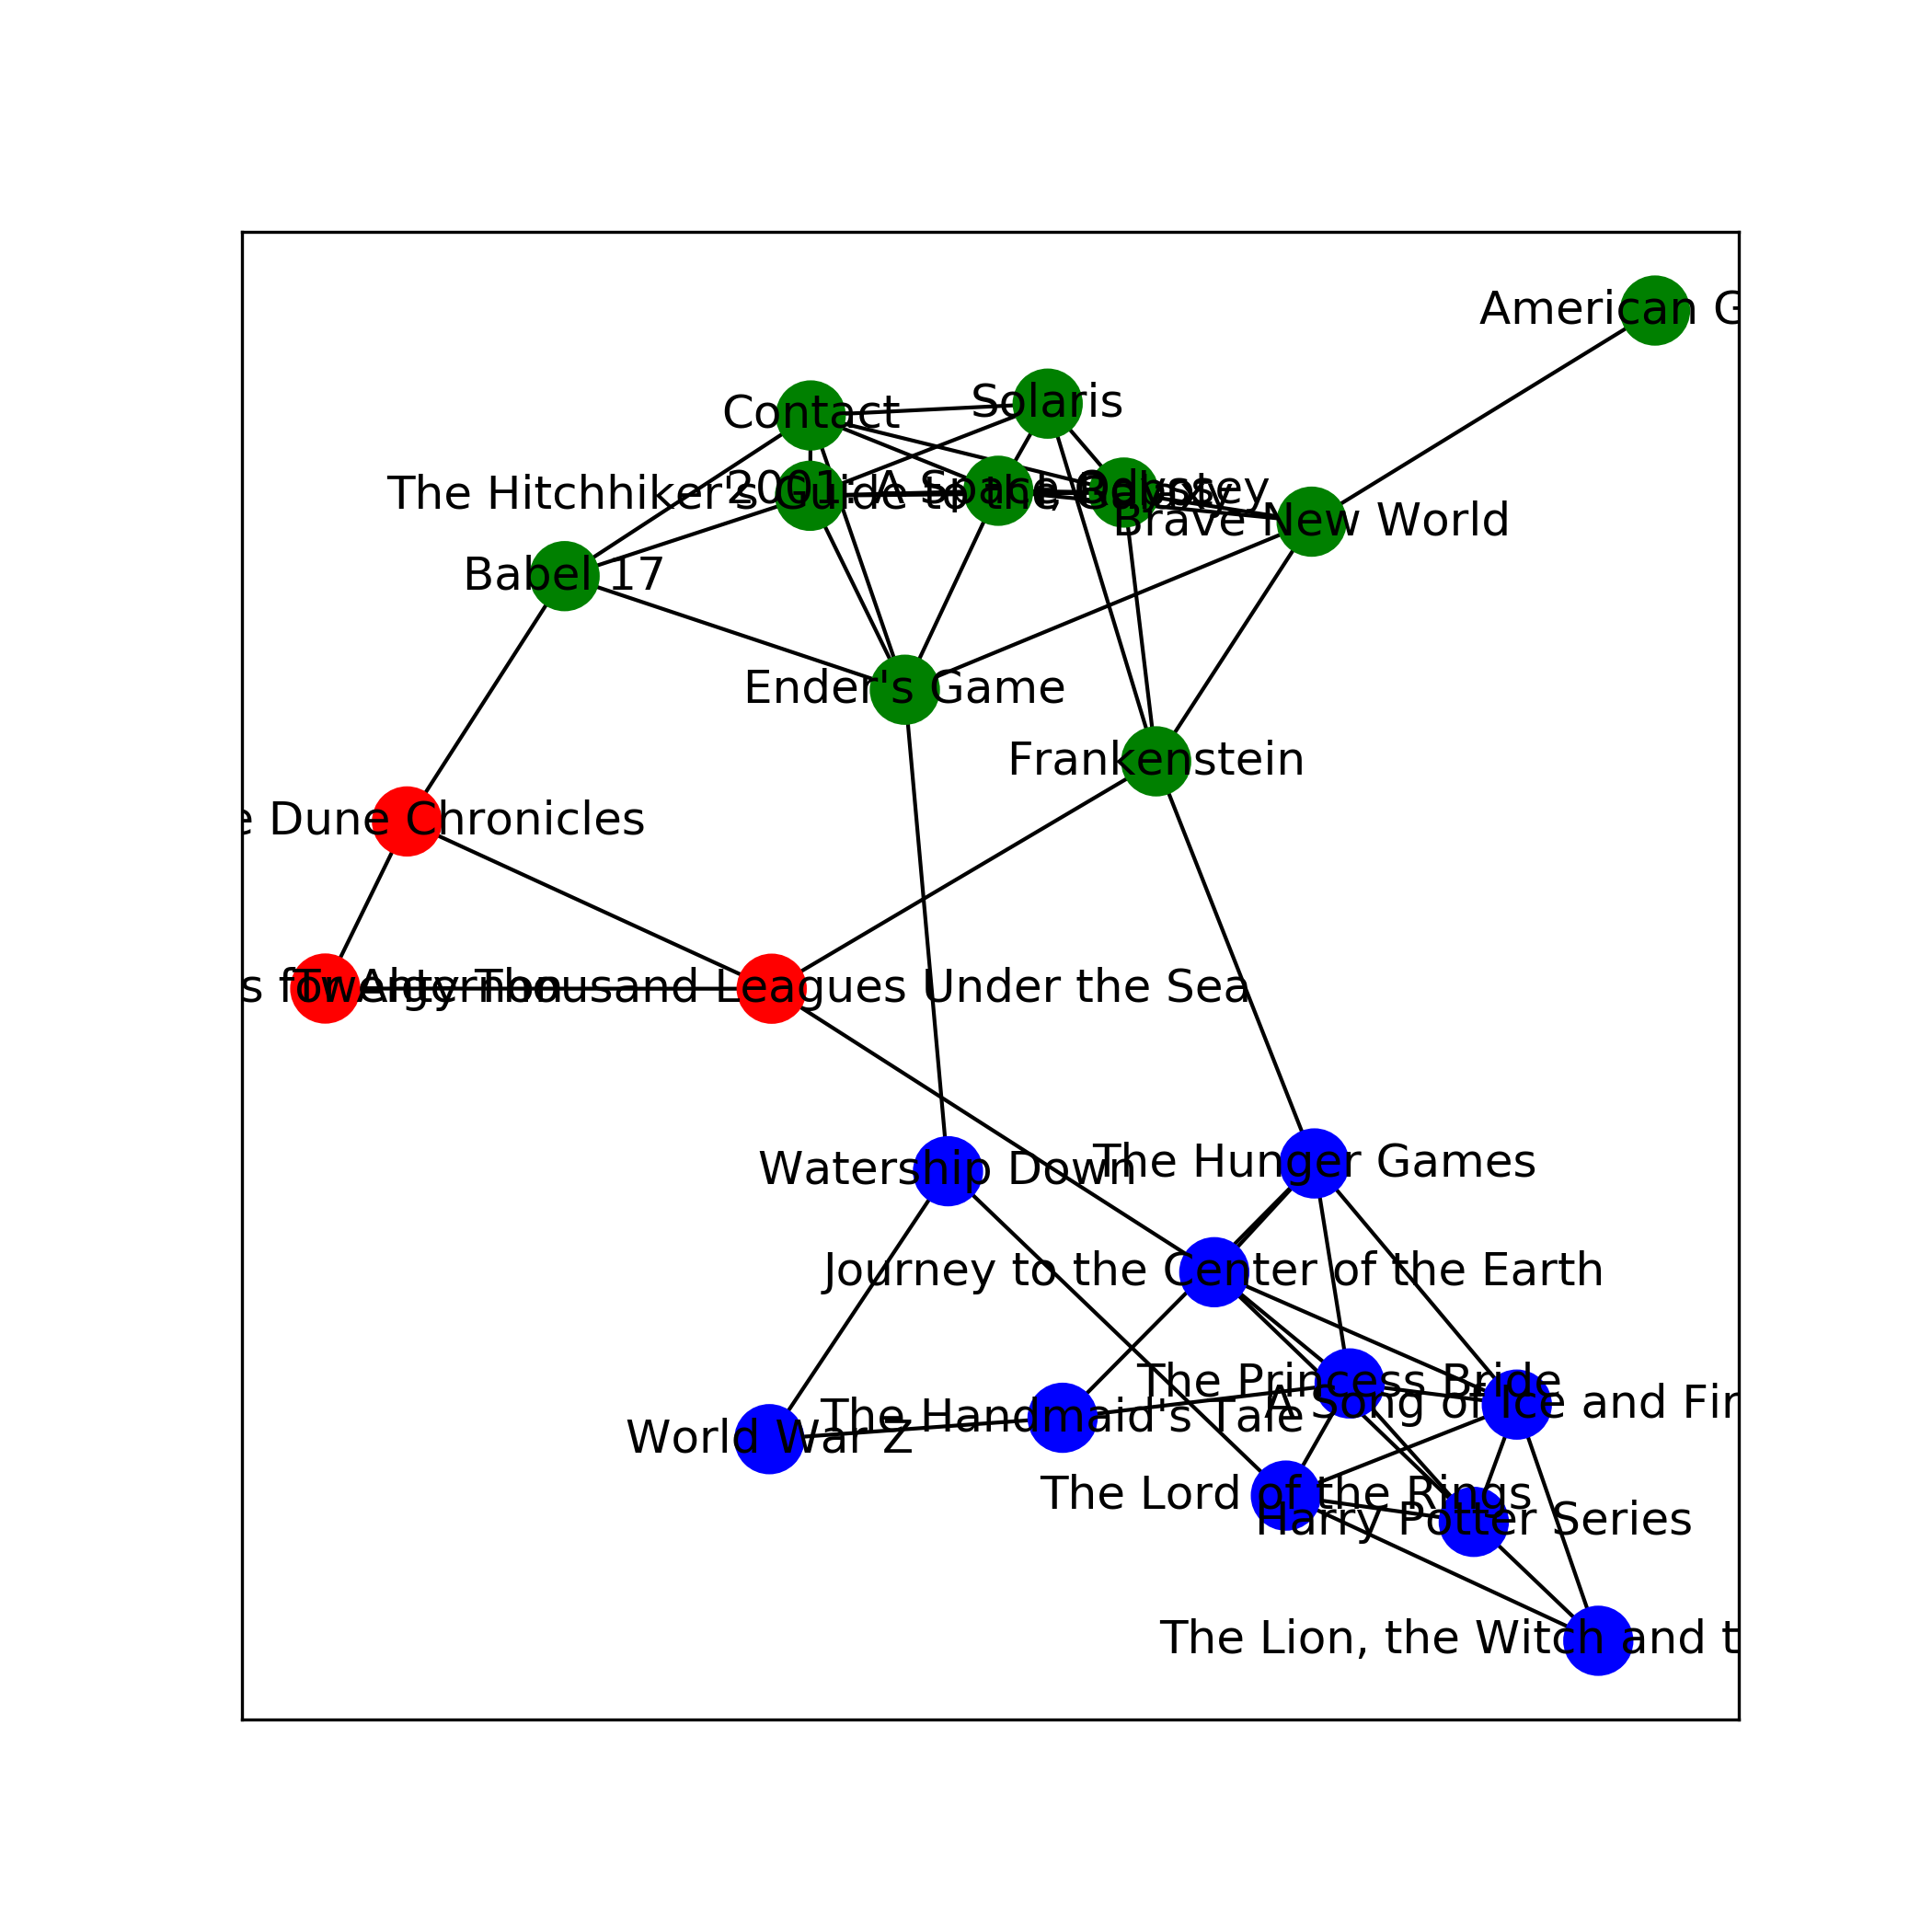 American G
Contact
Solaris
The Hitchhiker's Guide to the Galaxy
2001: A Space Odyssey
Brave New World
Babel 17
Ender's Game
Frankenstein
e Dune Chronicles
s for Algernon
Twenty Thousand Leagues Under the Sea
Watership Down
The Hunger Games
Journey to the Center of the Earth
The Princess Bride
A Song of Ice and Fir
The Handmaid's Tale
World War Z
The Lord of the Rings
Harry Potter Series
The Lion, the Witch and t